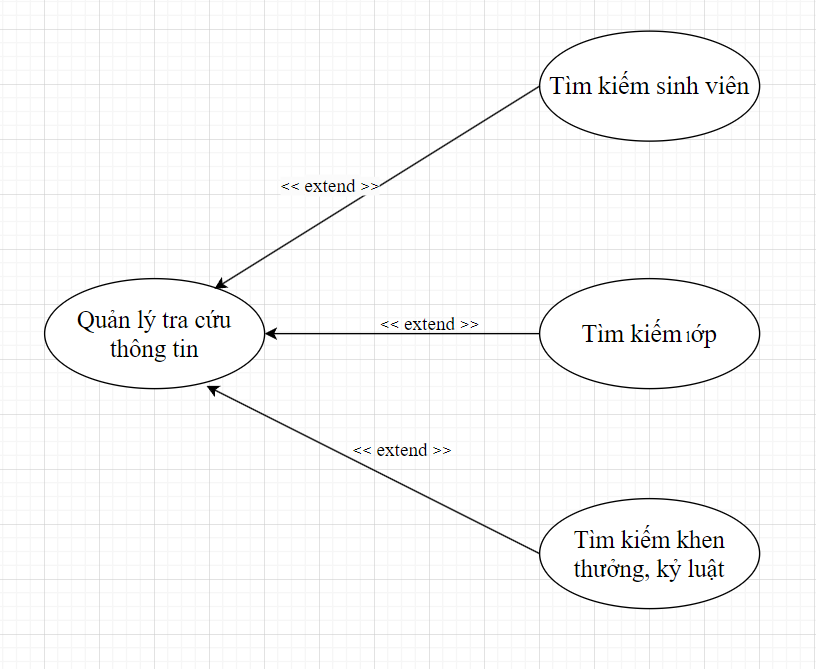 Tìm kiếm sinh viên
<< extend >>
Quản lý tra cứu
thông tin
<< extend >>
Tìm kiếm lớp
<< extend >>
Tìm kiếm khen
thưởng, kỷ luật